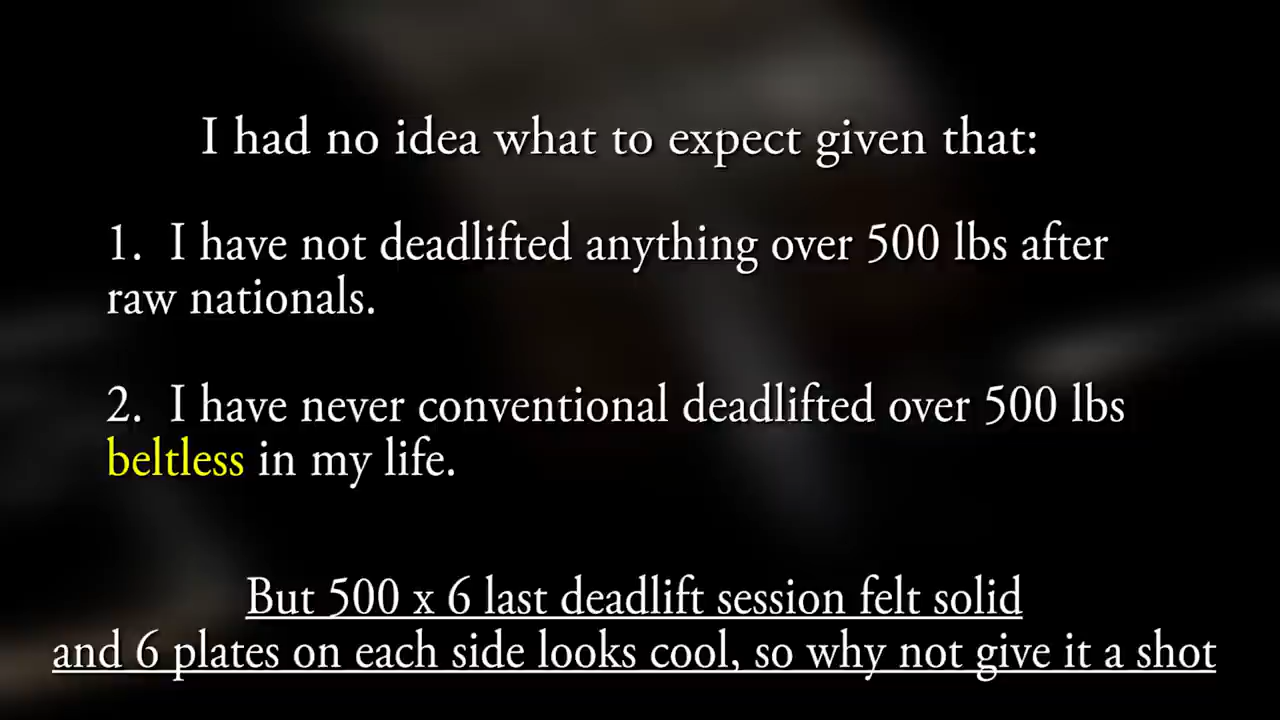 I had no idea what to expect given that:
1. I have not deadlifted anything over 500 lbs after
raw nationals.
2. I have never conventional deadlifted over 500 lbs
beltless in my life.
But 500 x 6 last deadlift session felt solid
and 6 plates on each side looks cool, so why not give it a shot